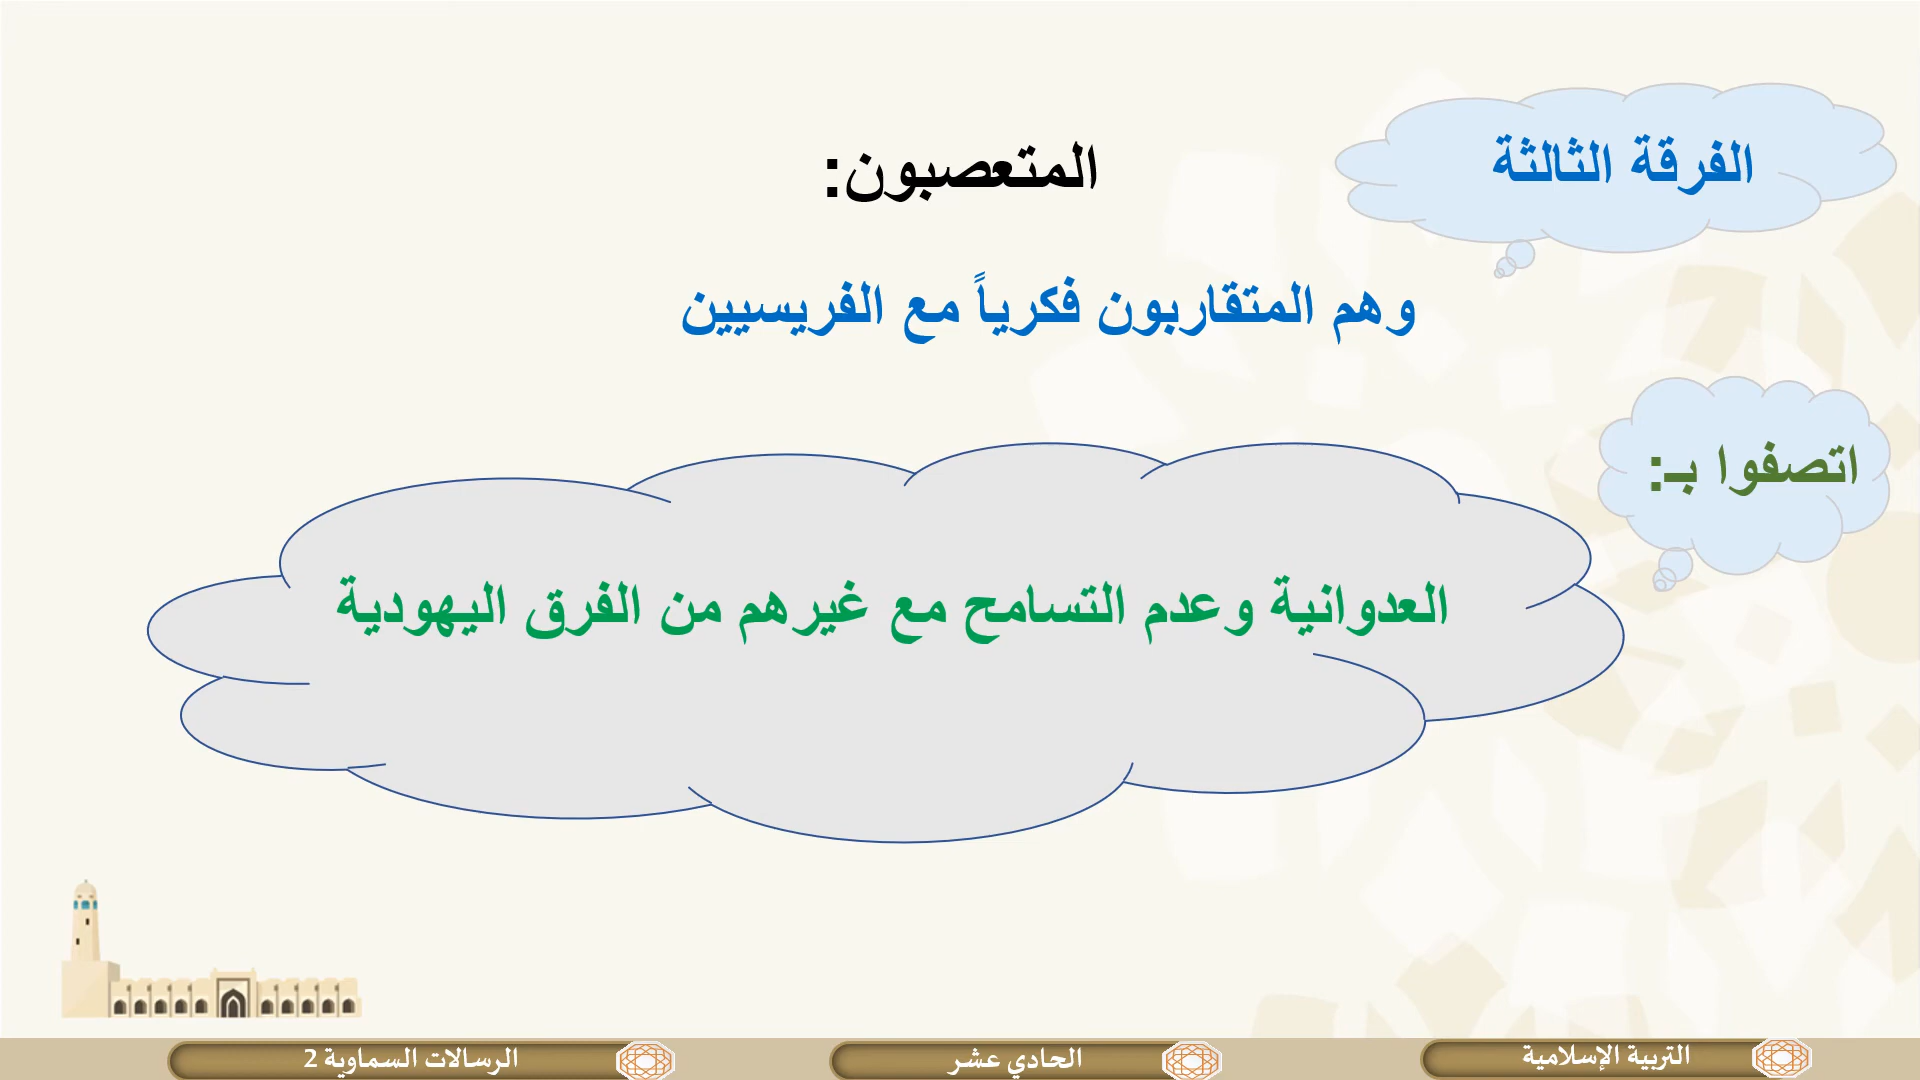 الفرقة الثالثة
المتعصبون:
وهم المتقاربون فكرياً مع الفريسيين
اتصفوا بـ:
العدوانية وعدم التسامح مع غيرهم من الفرق اليهودية
التربية الإسلامية
الحادي عشر
الرسالات السماوية 2